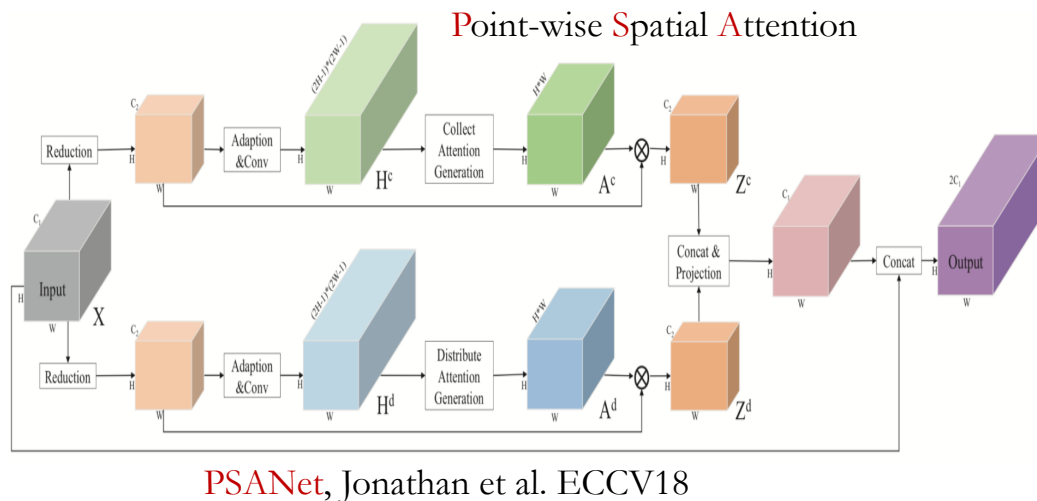 Point-wise Spatial Attention
(2H-1)*(2W-1)
H*W
C₂
C₂
Reduction
H
Adaption
&Conv
H
Collect
Attention
Generation
H
H
W
W
Hᶜ
W
Aᶜ
W
Zᶜ
C₁
C₁
2C₁
Input
H
W
X
Concat &
Projection
H
W
Concat
H
Output
W
(2H-1)*(2W-1)
H*W
C₂
C₂
Reduction
H
Adaption
&Conv
H
Distribute
Attention
Generation
H
H
W
W
Hᵈ
W
Aᵈ
W
Zᵈ
PSANet, Jonathan et al. ECCV18